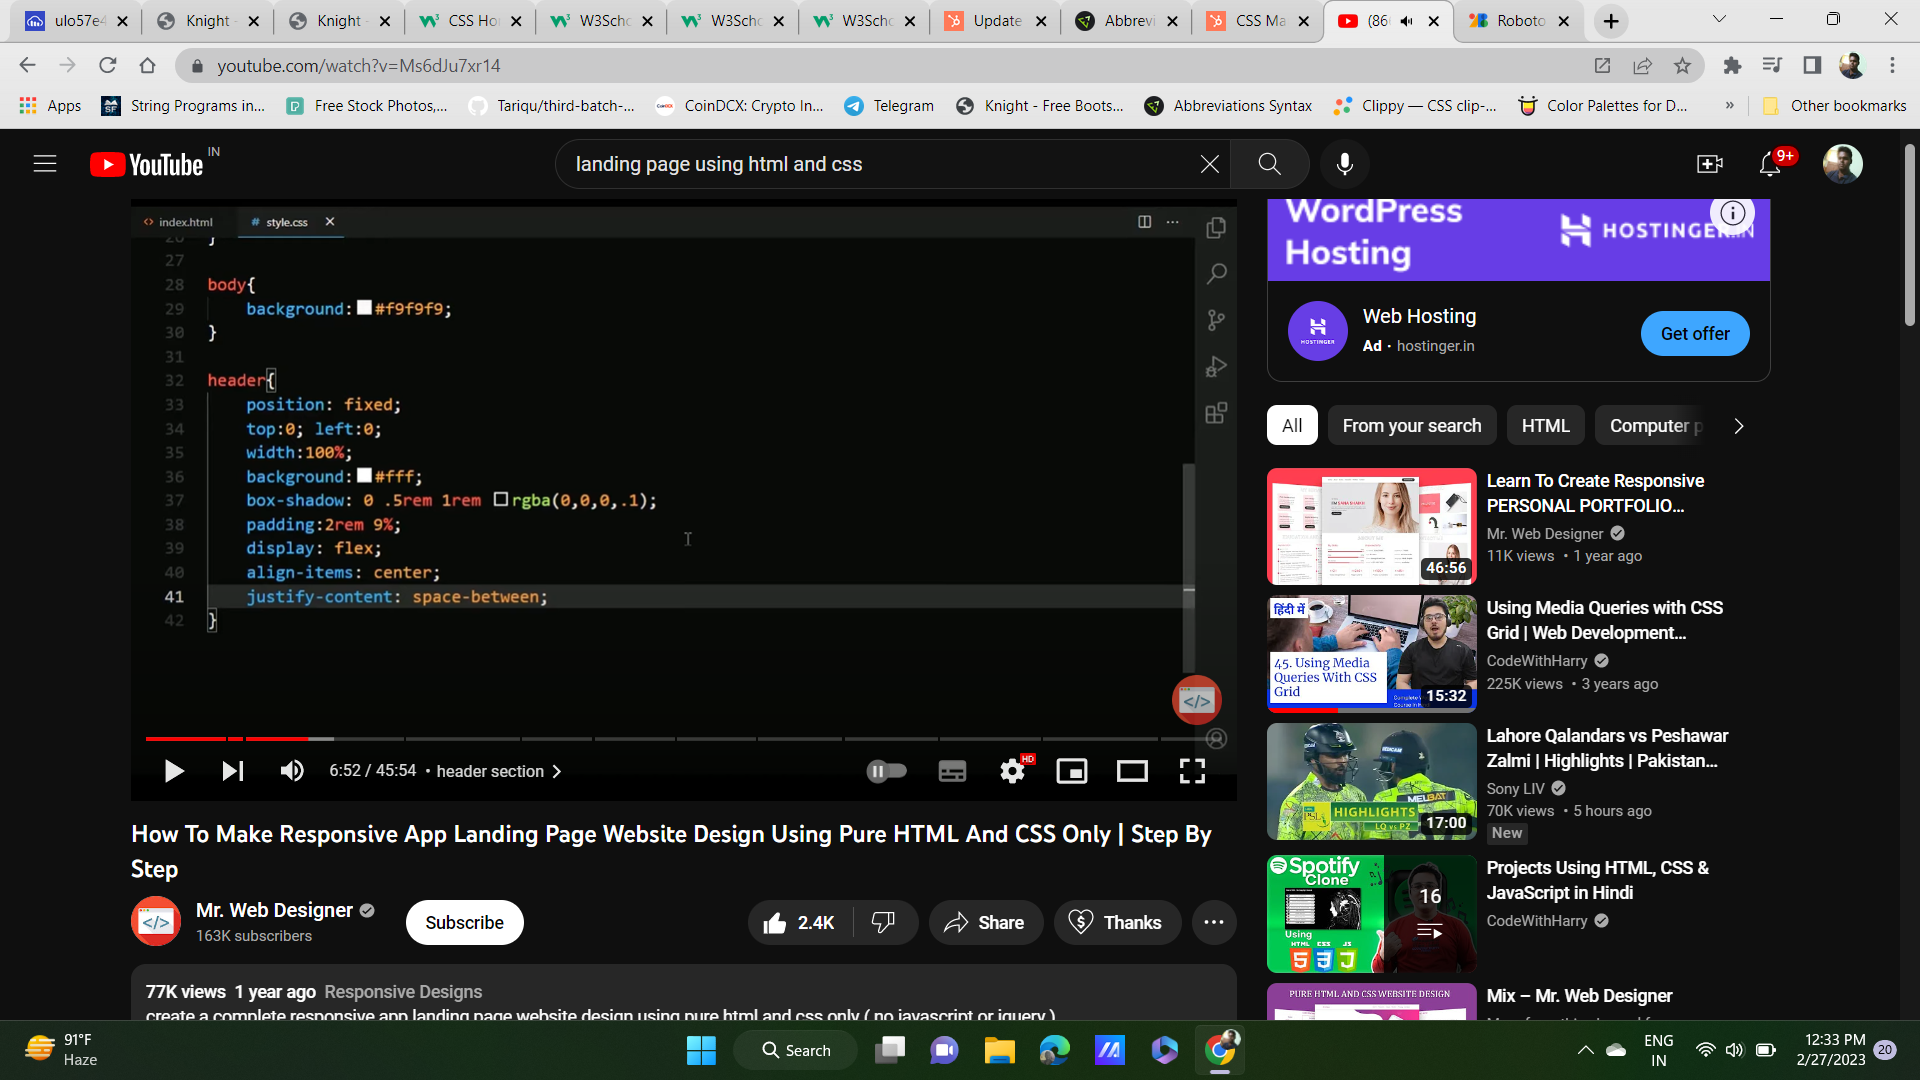 ulo57e4
Knight -
Knight -
CSS Ho
W3Scho
W3Scho
W3Scho
Update
Abbrevi
CSS Ma
(86
Roboto
youtube.com/watch?v=Ms6dJu7xr14
Apps
String Programs in...
Free Stock Photos,...
Tariqu/third-batch-...
CoinDCX: Crypto In...
Telegram
Knight - Free Boots...
Abbreviations Syntax
Clippy — CSS clip-...
Color Palettes for D...
»
Other bookmarks
YouTube IN
landing page using html and css
9+
index.html
# style.css
26 }
27
28 body{
29 background: #f9f9f9;
30 }
31
32 header{
33 position: fixed;
34 top:0; left:0;
35 width:100%;
36 background: #fff;
37 box-shadow: 0 .5rem 1rem rgba(0,0,0,.1);
38 padding:2rem 9%;
39 display: flex;
40 align-items: center;
41 justify-content: space-between;
42 }
</>
6:52 / 45:54 • header section
HD
How To Make Responsive App Landing Page Website Design Using Pure HTML And CSS Only | Step By
Step
</>
Mr. Web Designer
163K subscribers
Subscribe
2.4K
Share
Thanks
77K views 1 year ago Responsive Designs
create a complete responsive app landing page website design using pure html and css only ( no javascript or jquery )
WordPress
Hosting
HOSTINGER.IN
HOSTINGER
Web Hosting
Ad · hostinger.in
Get offer
All
From your search
HTML
Computer p
46:56
Learn To Create Responsive
PERSONAL PORTFOLIO...
Mr. Web Designer
11K views • 1 year ago
हिंदी में
45. Using Media
Queries With CSS
Grid
15:32
Using Media Queries with CSS
Grid | Web Development...
CodeWithHarry
225K views • 3 years ago
MELBAT
HIGHLIGHTS
LQ vs PZ
17:00
Lahore Qalandars vs Peshawar
Zalmi | Highlights | Pakistan...
Sony LIV
70K views • 5 hours ago
New
Spotify
Clone
Using
HTML CSS JS
5 3 J
16
Projects Using HTML, CSS &
JavaScript in Hindi
CodeWithHarry
PURE HTML AND CSS WEBSITE DESIGN
Mix – Mr. Web Designer
91°F
Haze
Search
ENG
IN
12:33 PM
2/27/2023
20